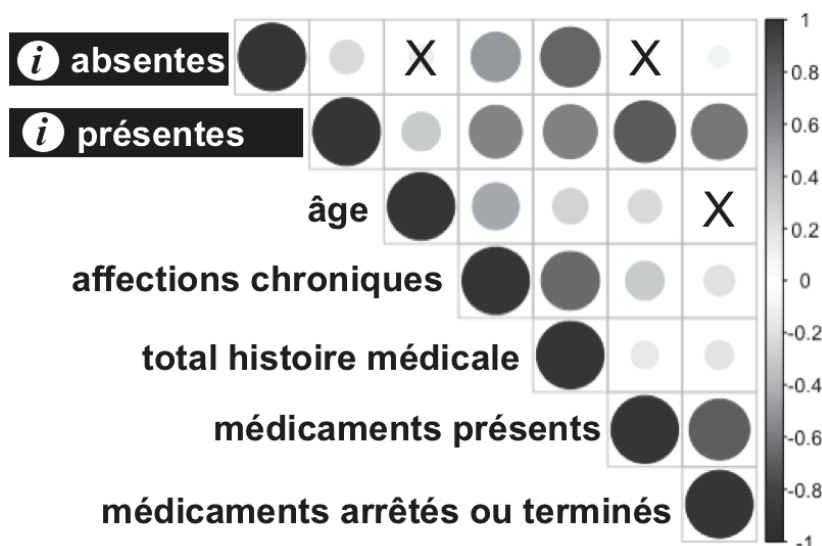 i absentes X X
i présentes
âge X
affections chroniques
total histoire médicale
médicaments présents
médicaments arrêtés ou terminés
1
0.8
0.6
0.4
0.2
0
-0.2
-0.4
-0.6
-0.8
-1